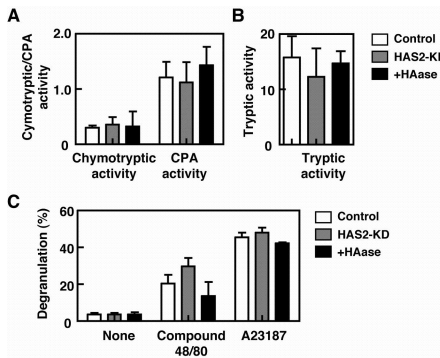 A
Cymotryptic/CPA
activity
2.0
1.0
0
Chymotryptic
activity
CPA
activity
B
Tryptic activity
20
10
0
Tryptic
activity
Control
HAS2-KD
+HAase
C
Degranulation (%)
60
40
20
0
None
Compound
48/80
A23187
Control
HAS2-KD
+HAase